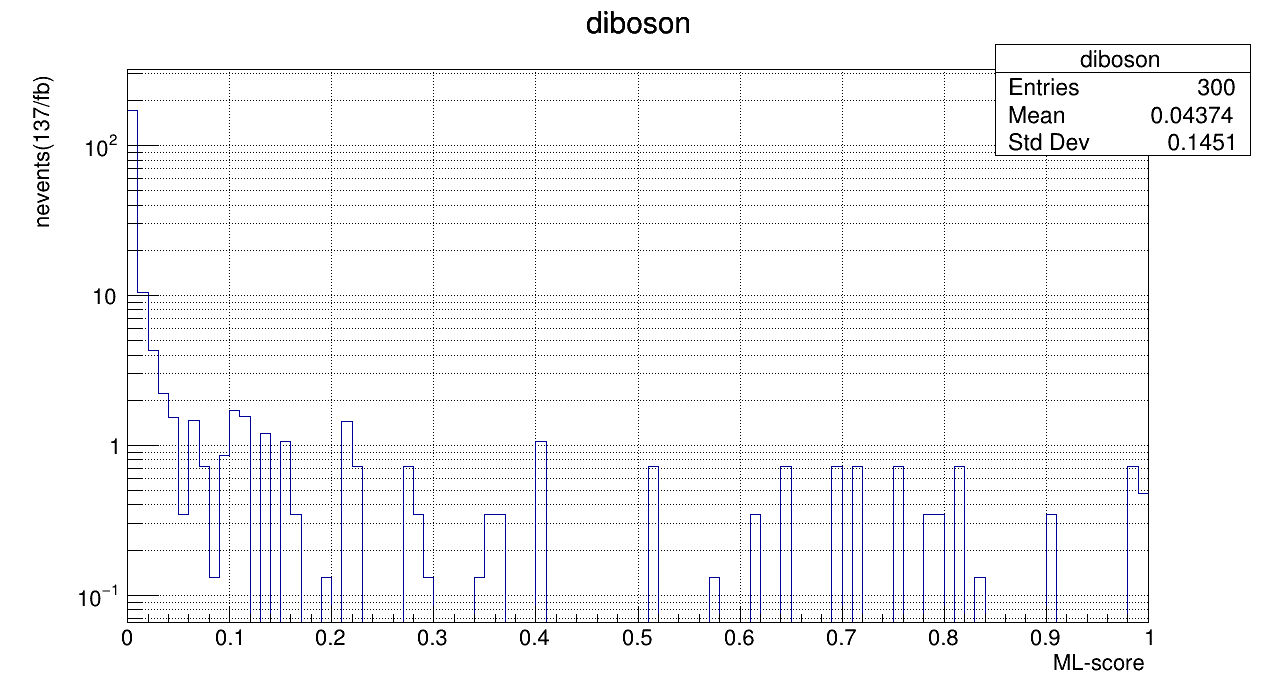 diboson
diboson
Entries 300
Mean 0.04374
Std Dev 0.1451
nevents(137/fb)
10²
10
1
10⁻¹
0 0.1 0.2 0.3 0.4 0.5 0.6 0.7 0.8 0.9 1
ML-score